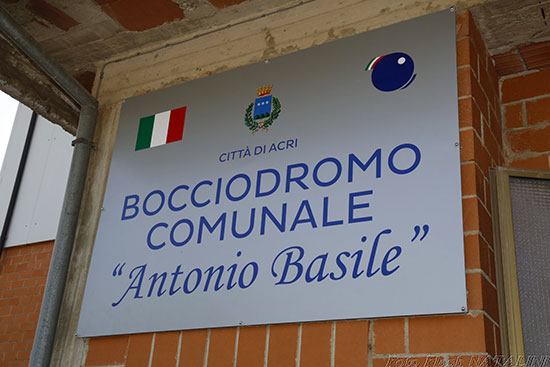 CITTÀ DI ACRI
BOCCIODROMO
COMUNALE
"Antonio Basile"